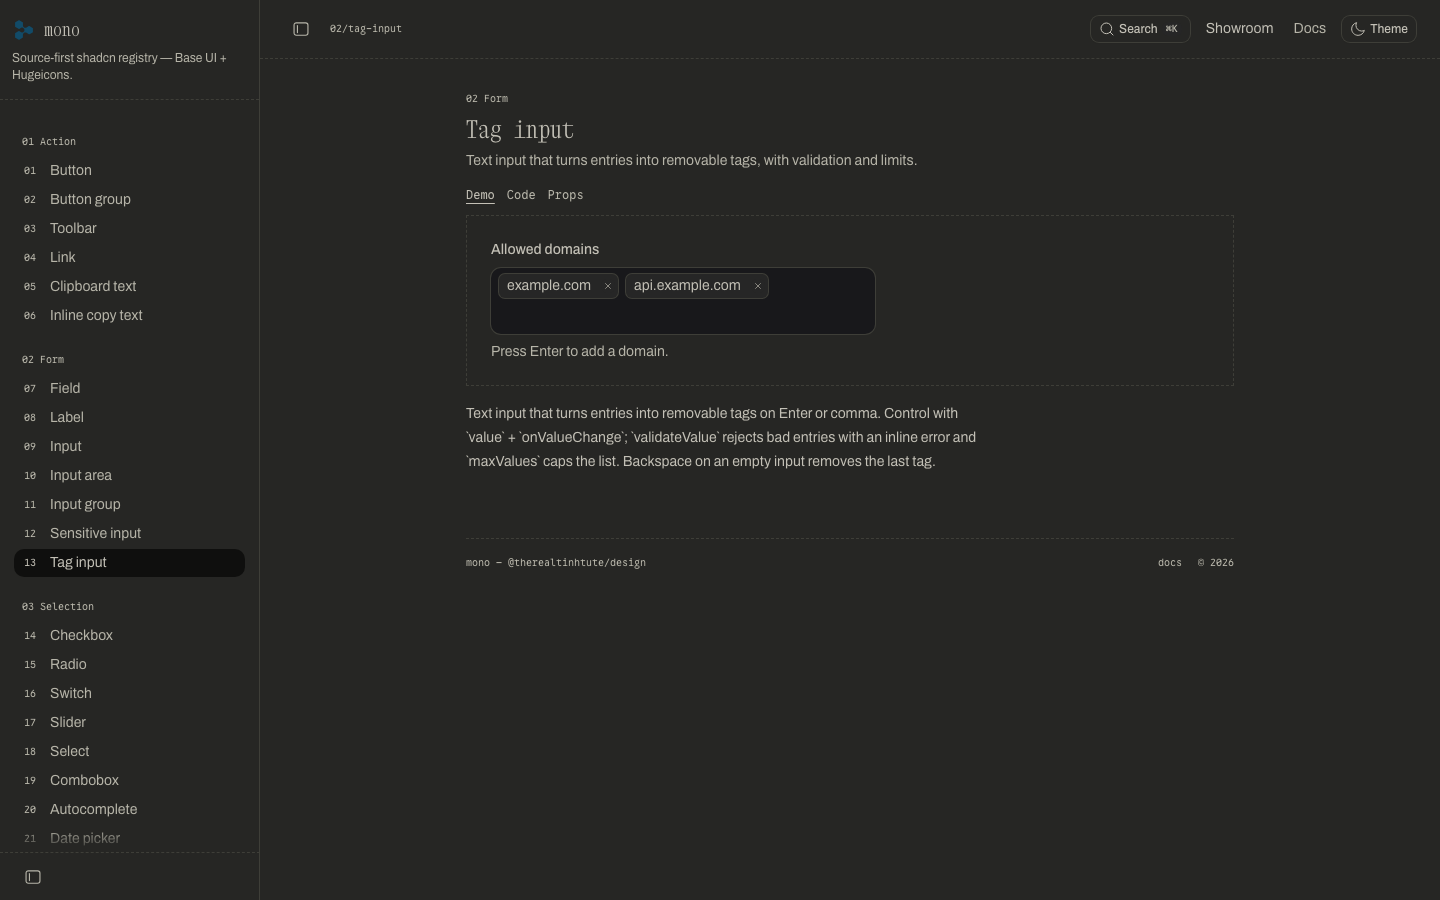 mono
Source-first shadcn registry — Base UI +
Hugeicons.
01 Action
01 Button
02 Button group
03 Toolbar
04 Link
05 Clipboard text
06 Inline copy text
02 Form
07 Field
08 Label
09 Input
10 Input area
11 Input group
12 Sensitive input
13 Tag input
03 Selection
14 Checkbox
15 Radio
16 Switch
17 Slider
18 Select
19 Combobox
20 Autocomplete
21 Date picker
02/tag-input
Search ⌘K
Showroom
Docs
Theme
02 Form
Tag input
Text input that turns entries into removable tags, with validation and limits.
Demo Code Props
Allowed domains
example.com × api.example.com ×
Press Enter to add a domain.
Text input that turns entries into removable tags on Enter or comma. Control with
`value` + `onValueChange`; `validateValue` rejects bad entries with an inline error and
`maxValues` caps the list. Backspace on an empty input removes the last tag.
mono — @therealtinhtute/design
docs © 2026